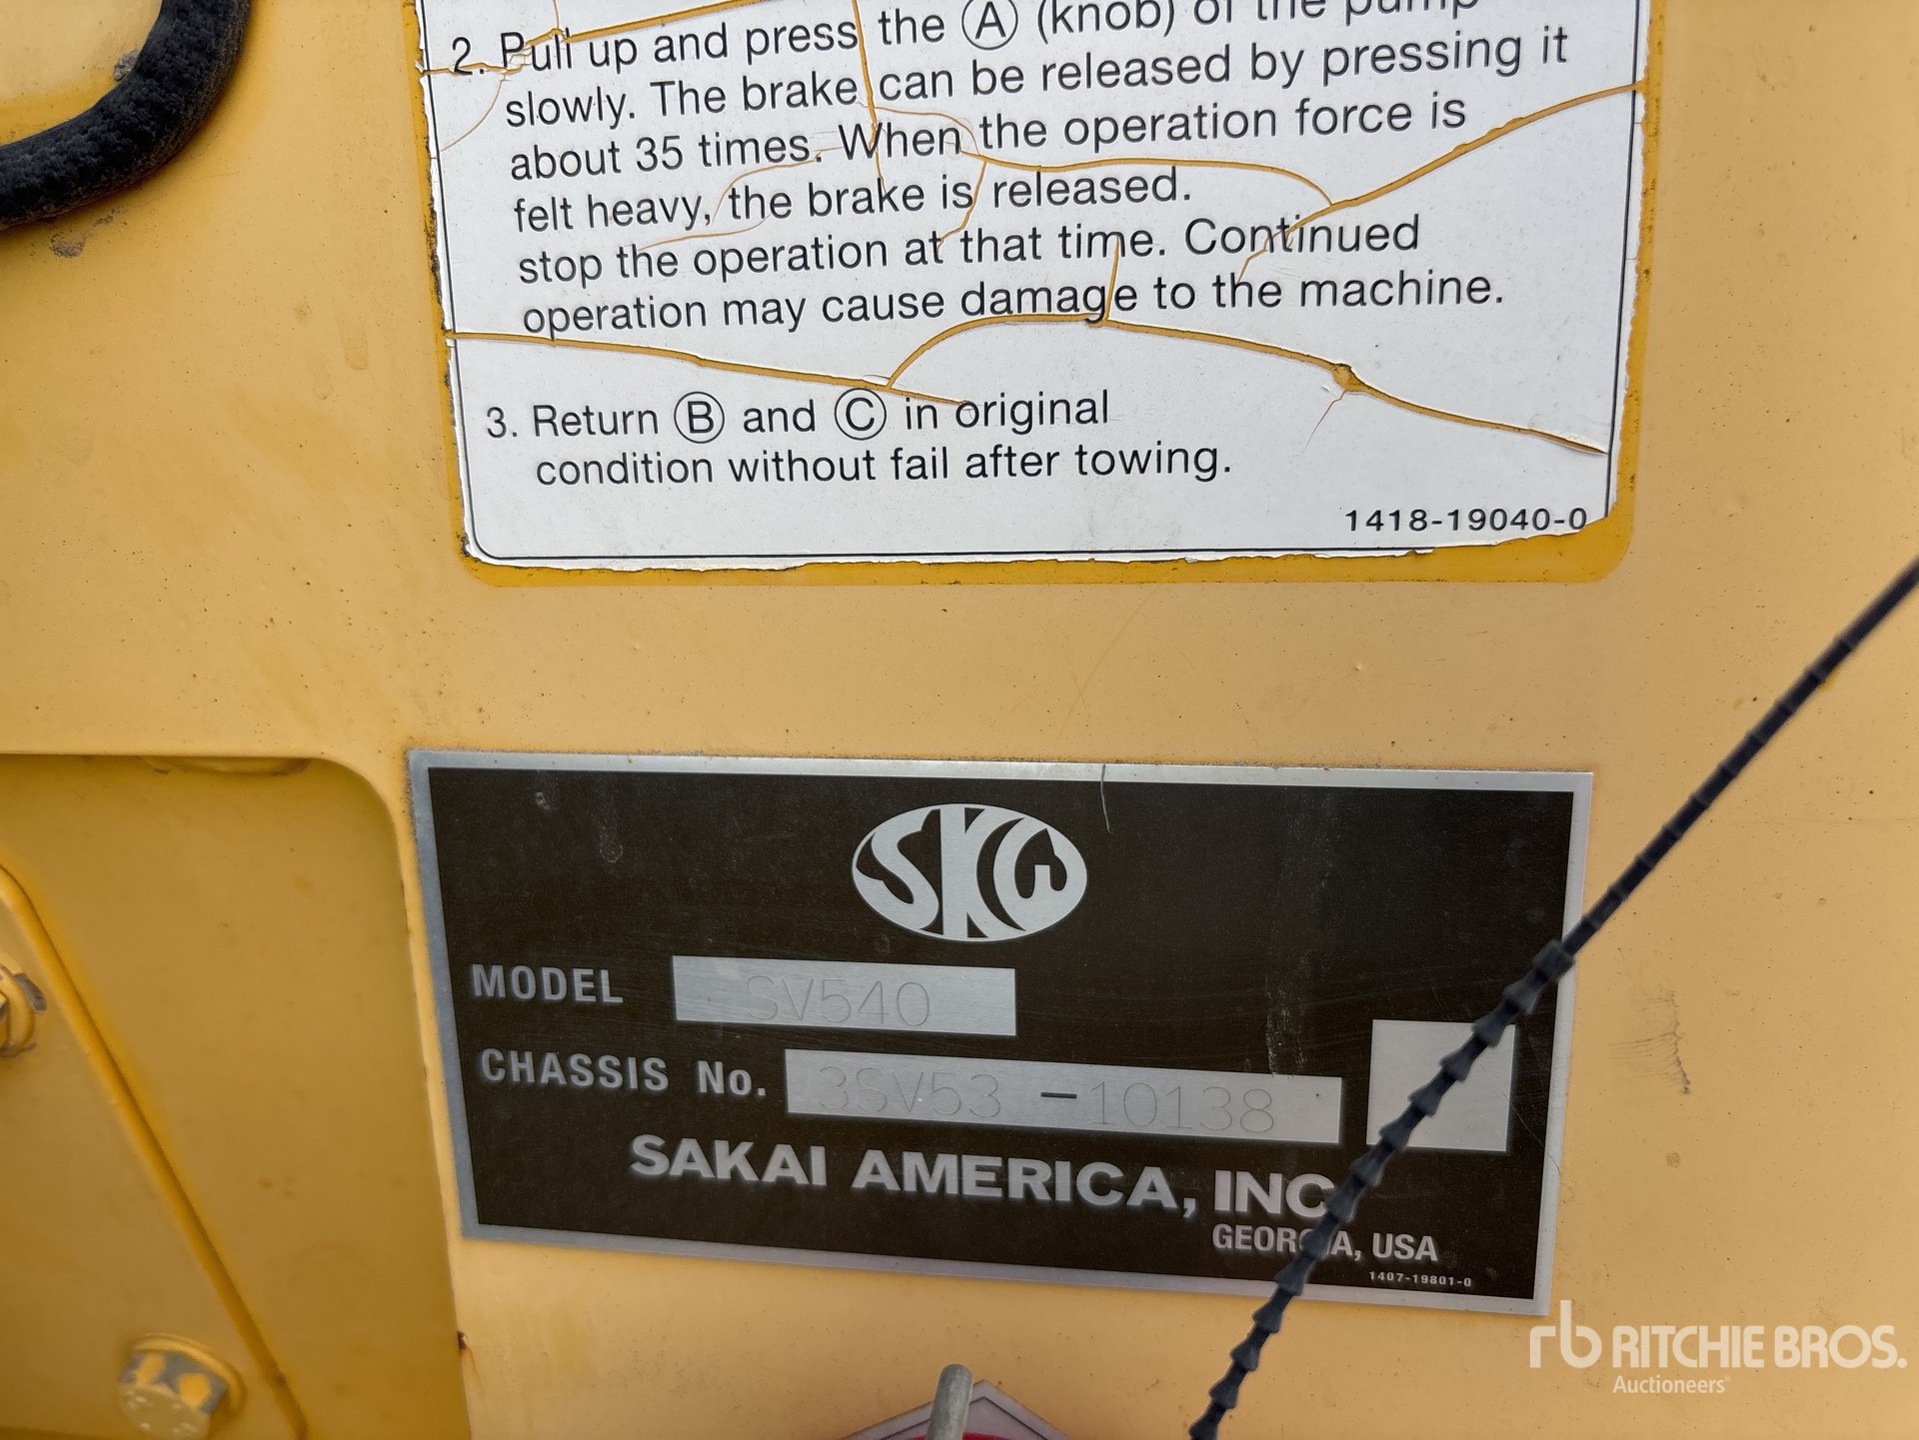 2. Pull up and press the Ⓐ (knob) of the pump
slowly. The brake can be released by pressing it
about 35 times. When the operation force is
felt heavy, the brake is released.
stop the operation at that time. Continued
operation may cause damage to the machine.
3. Return Ⓑ and Ⓒ in original
condition without fail after towing.
1418-19040-0
SKW
MODEL SV540
CHASSIS No. 3SV53 -10138
SAKAI AMERICA, INC.
GEORGIA, USA
1407-19801-0
rb RITCHIE BROS.
Auctioneers